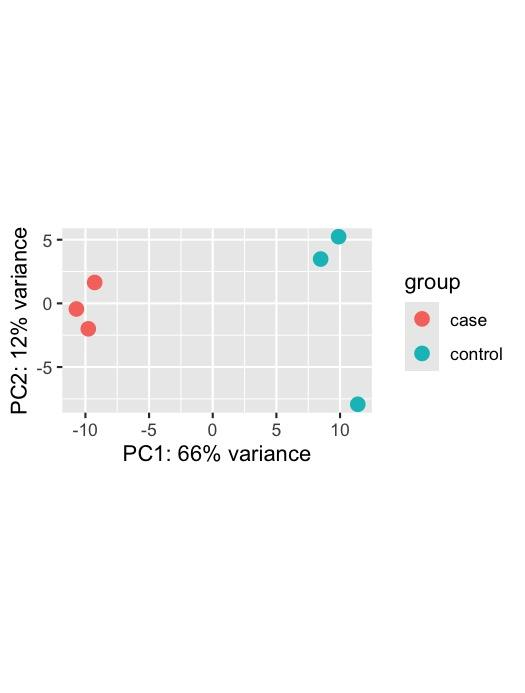 PC2: 12% variance
5
0
-5
-10
-5
0
5
10
PC1: 66% variance
group
case
control